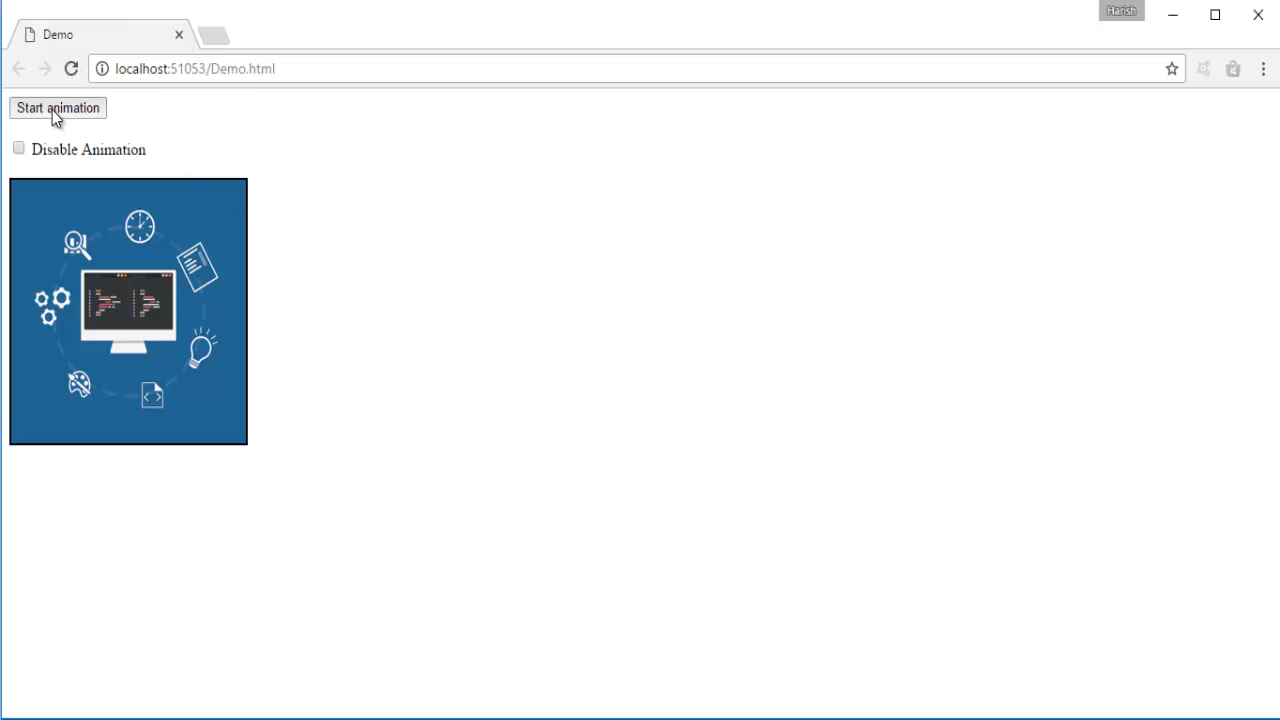 Harish
Demo
localhost:51053/Demo.html
Start animation
Disable Animation